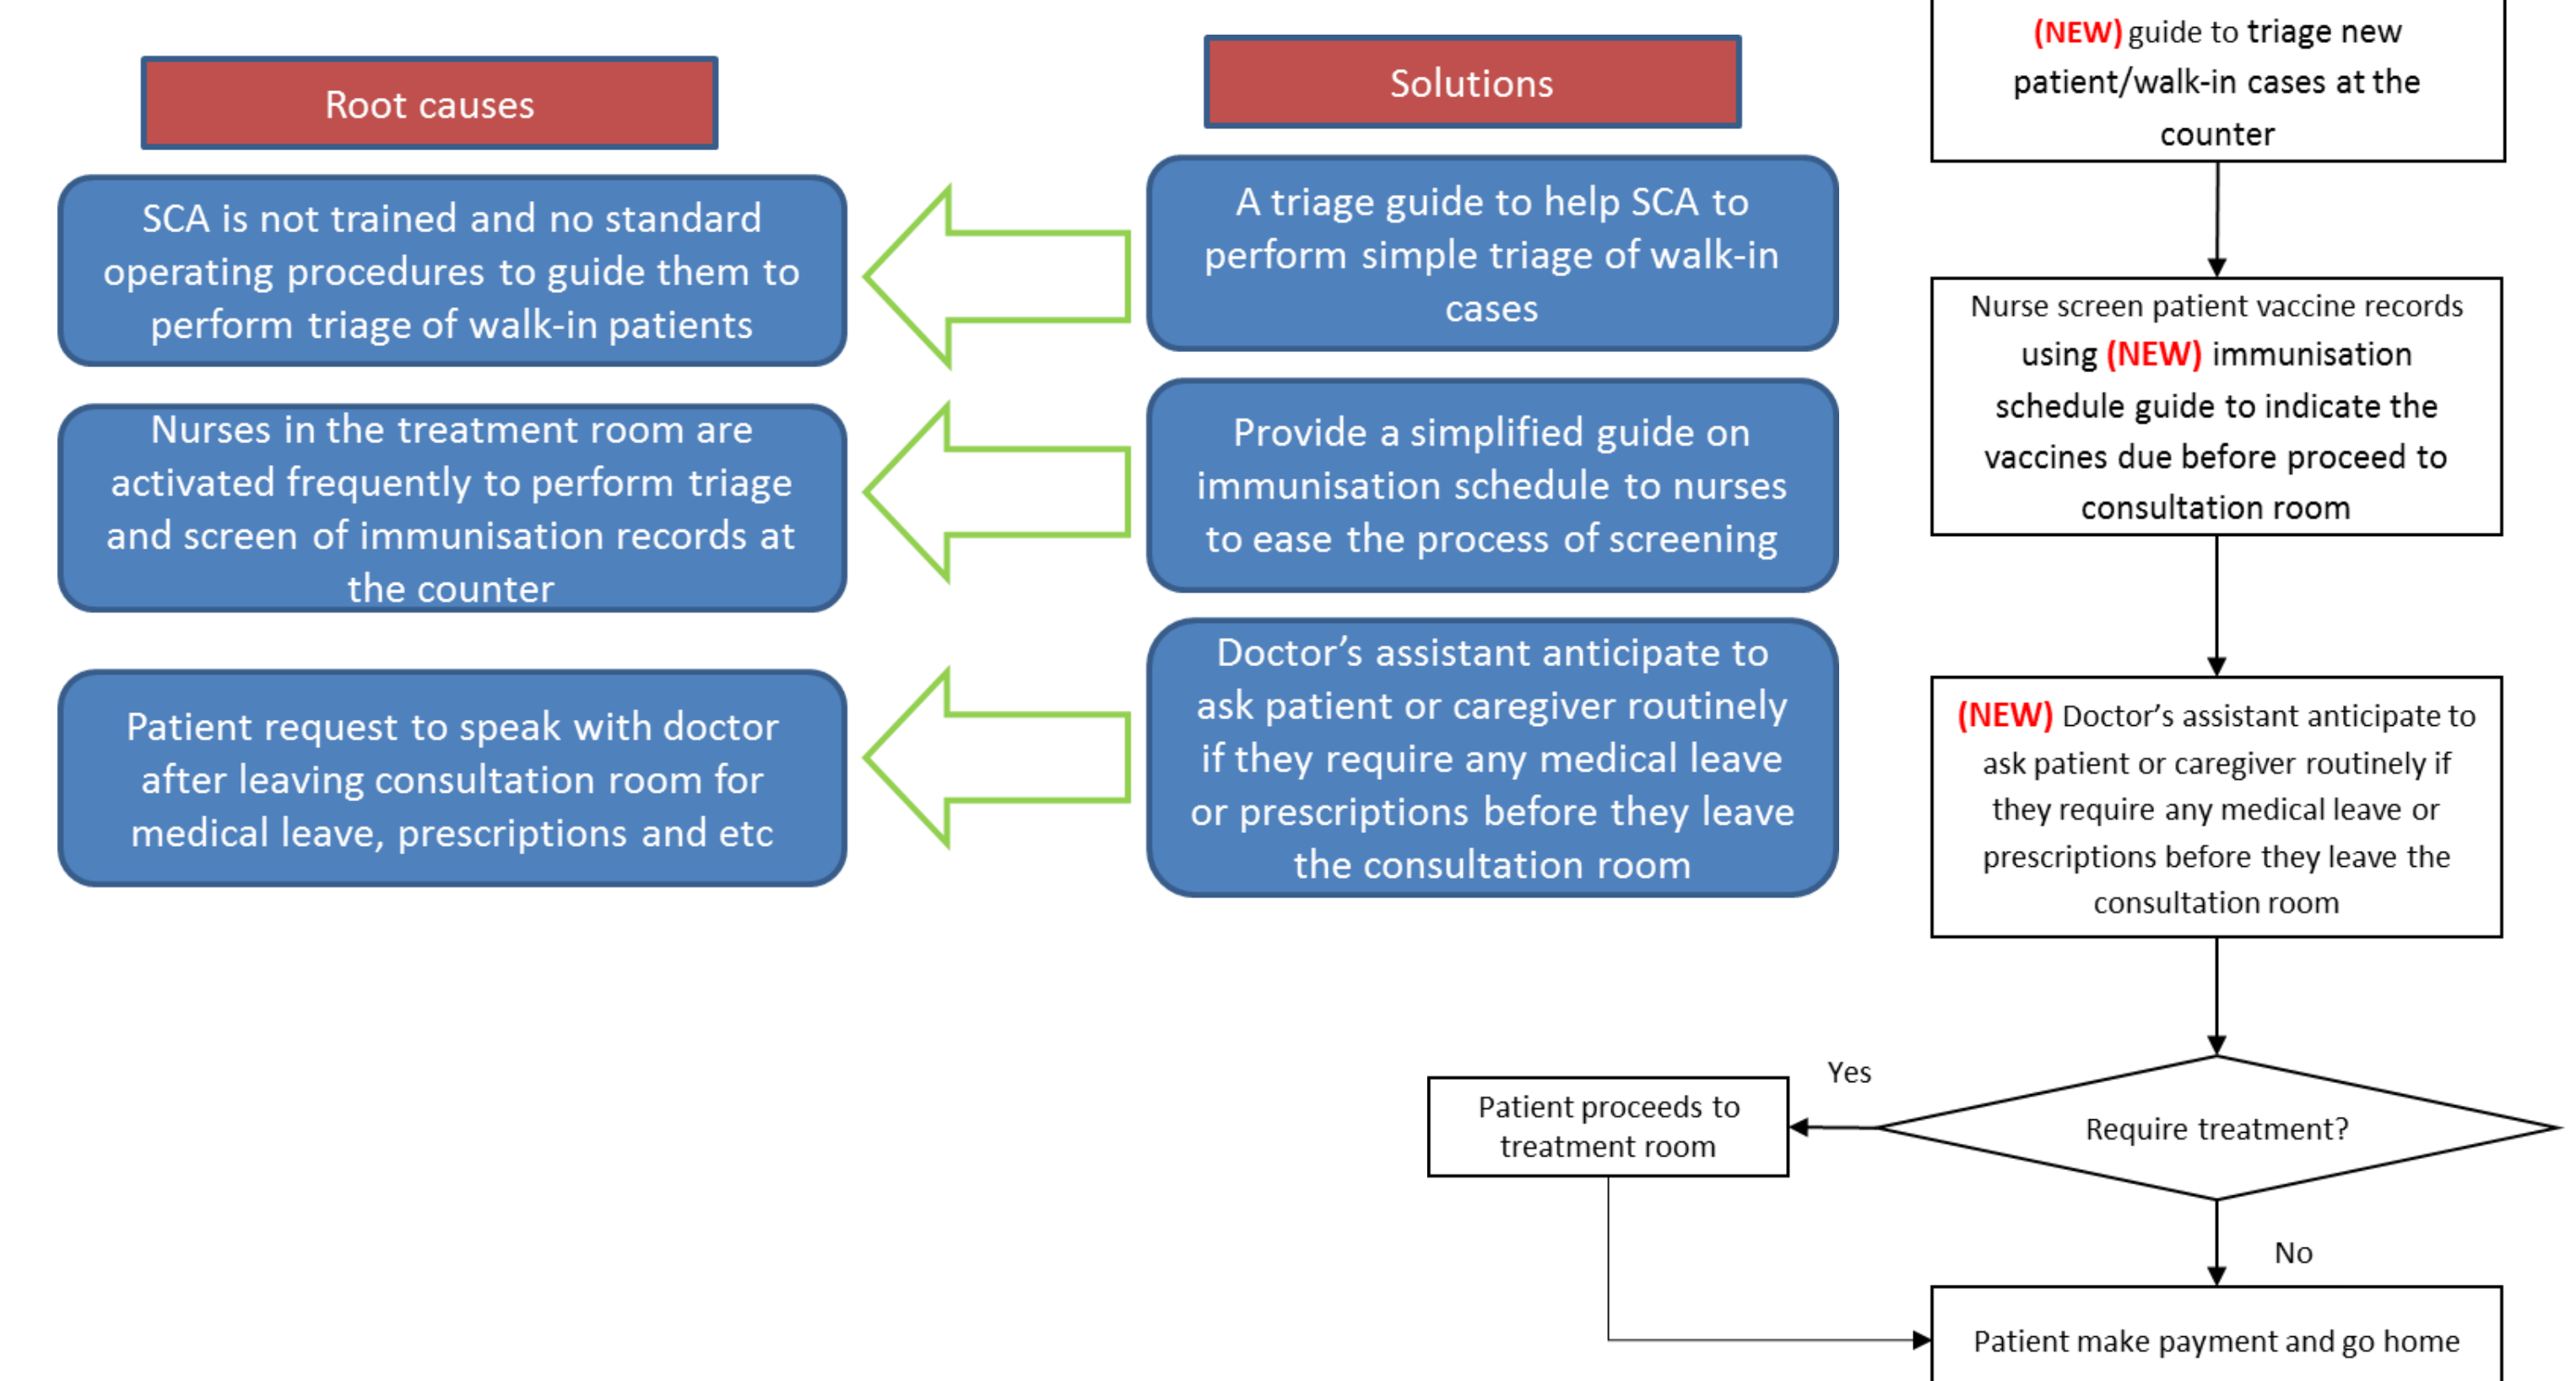 Root causes
SCA is not trained and no standard
operating procedures to guide them to
perform triage of walk-in patients
Nurses in the treatment room are
activated frequently to perform triage
and screen of immunisation records at
the counter
Patient request to speak with doctor
after leaving consultation room for
medical leave, prescriptions and etc
Solutions
A triage guide to help SCA to
perform simple triage of walk-in
cases
Provide a simplified guide on
immunisation schedule to nurses
to ease the process of screening
Doctor’s assistant anticipate to
ask patient or caregiver routinely
if they require any medical leave
or prescriptions before they leave
the consultation room
(NEW) guide to triage new
patient/walk-in cases at the
counter
Nurse screen patient vaccine records
using (NEW) immunisation
schedule guide to indicate the
vaccines due before proceed to
consultation room
(NEW) Doctor’s assistant anticipate to
ask patient or caregiver routinely if
they require any medical leave or
prescriptions before they leave the
consultation room
Require treatment?
Yes
Patient proceeds to
treatment room
No
Patient make payment and go home